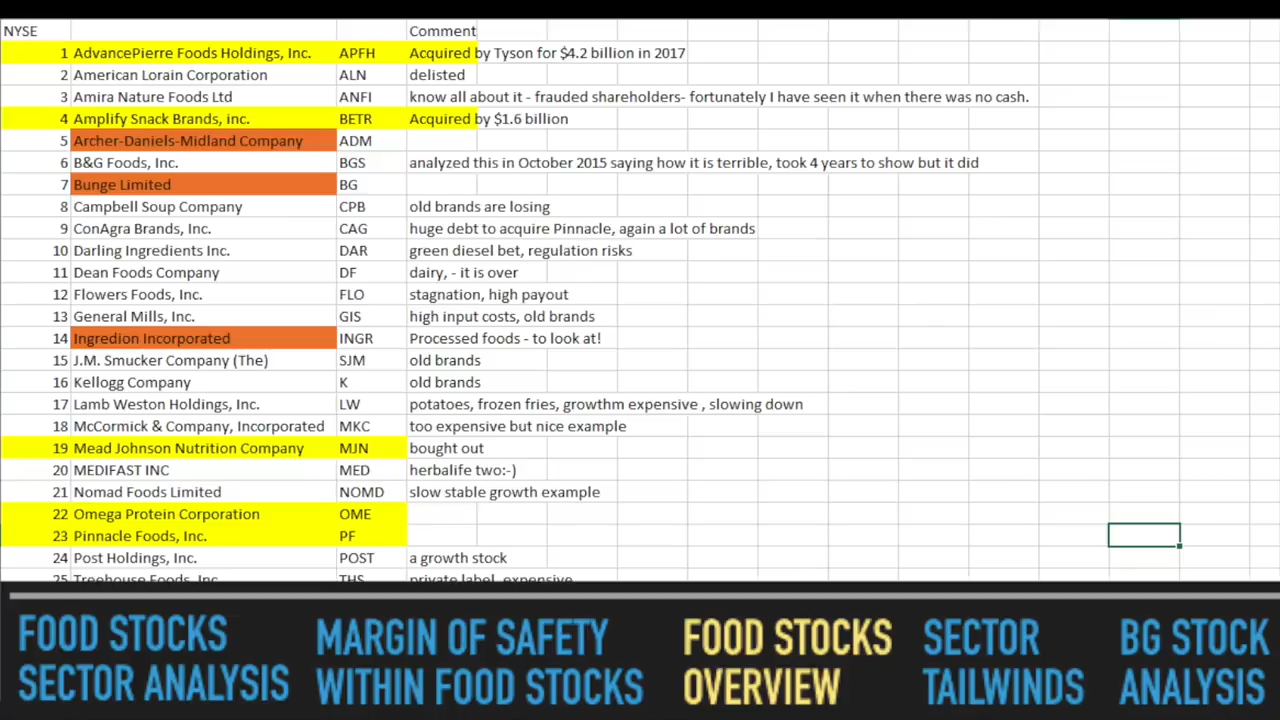 NYSE Comment
1 AdvancePierre Foods Holdings, Inc. APFH Acquired by Tyson for $4.2 billion in 2017
2 American Lorain Corporation ALN delisted
3 Amira Nature Foods Ltd ANFI know all about it - frauded shareholders- fortunately I have seen it when there was no cash.
4 Amplify Snack Brands, inc. BETR Acquired by $1.6 billion
5 Archer-Daniels-Midland Company ADM
6 B&G Foods, Inc. BGS analyzed this in October 2015 saying how it is terrible, took 4 years to show but it did
7 Bunge Limited BG
8 Campbell Soup Company CPB old brands are losing
9 ConAgra Brands, Inc. CAG huge debt to acquire Pinnacle, again a lot of brands
10 Darling Ingredients Inc. DAR green diesel bet, regulation risks
11 Dean Foods Company DF dairy, - it is over
12 Flowers Foods, Inc. FLO stagnation, high payout
13 General Mills, Inc. GIS high input costs, old brands
14 Ingredion Incorporated INGR Processed foods - to look at!
15 J.M. Smucker Company (The) SJM old brands
16 Kellogg Company K old brands
17 Lamb Weston Holdings, Inc. LW potatoes, frozen fries, growthm expensive , slowing down
18 McCormick & Company, Incorporated MKC too expensive but nice example
19 Mead Johnson Nutrition Company MJN bought out
20 MEDIFAST INC MED herbalife two:-)
21 Nomad Foods Limited NOMD slow stable growth example
22 Omega Protein Corporation OME
23 Pinnacle Foods, Inc. PF
24 Post Holdings, Inc. POST a growth stock
25 Treehouse Foods, Inc. THS private label, expensive
FOOD STOCKS MARGIN OF SAFETY FOOD STOCKS SECTOR BG STOCK
SECTOR ANALYSIS WITHIN FOOD STOCKS OVERVIEW TAILWINDS ANALYSIS